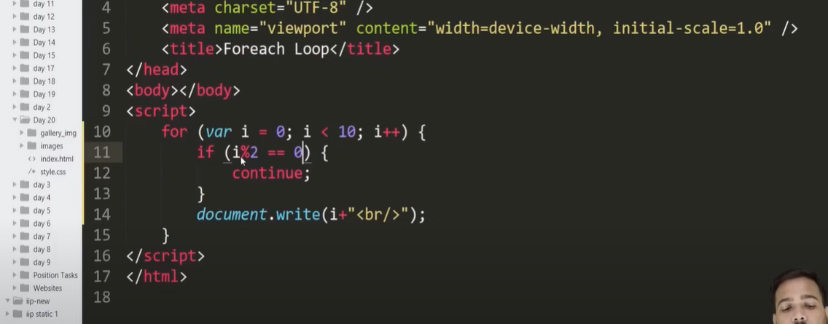 day 11
day 12
Day 13
Day 14
Day 15
day 17
Day 18
Day 19
day 2
Day 20
gallery_img
images
index.html
style.css
day 3
day 4
day 5
day 6
day 7
day 8
day 9
Position Tasks
Websites
iip-new
iip static 1
4 <meta charset="UTF-8" />
5 <meta name="viewport" content="width=device-width, initial-scale=1.0" />
6 <title>Foreach Loop</title>
7 </head>
8 <body></body>
9 <script>
10 for (var i = 0; i < 10; i++) {
11 if (i%2 == 0) {
12 continue;
13 }
14 document.write(i+"<br/>");
15 }
16 </script>
17 </html>
18